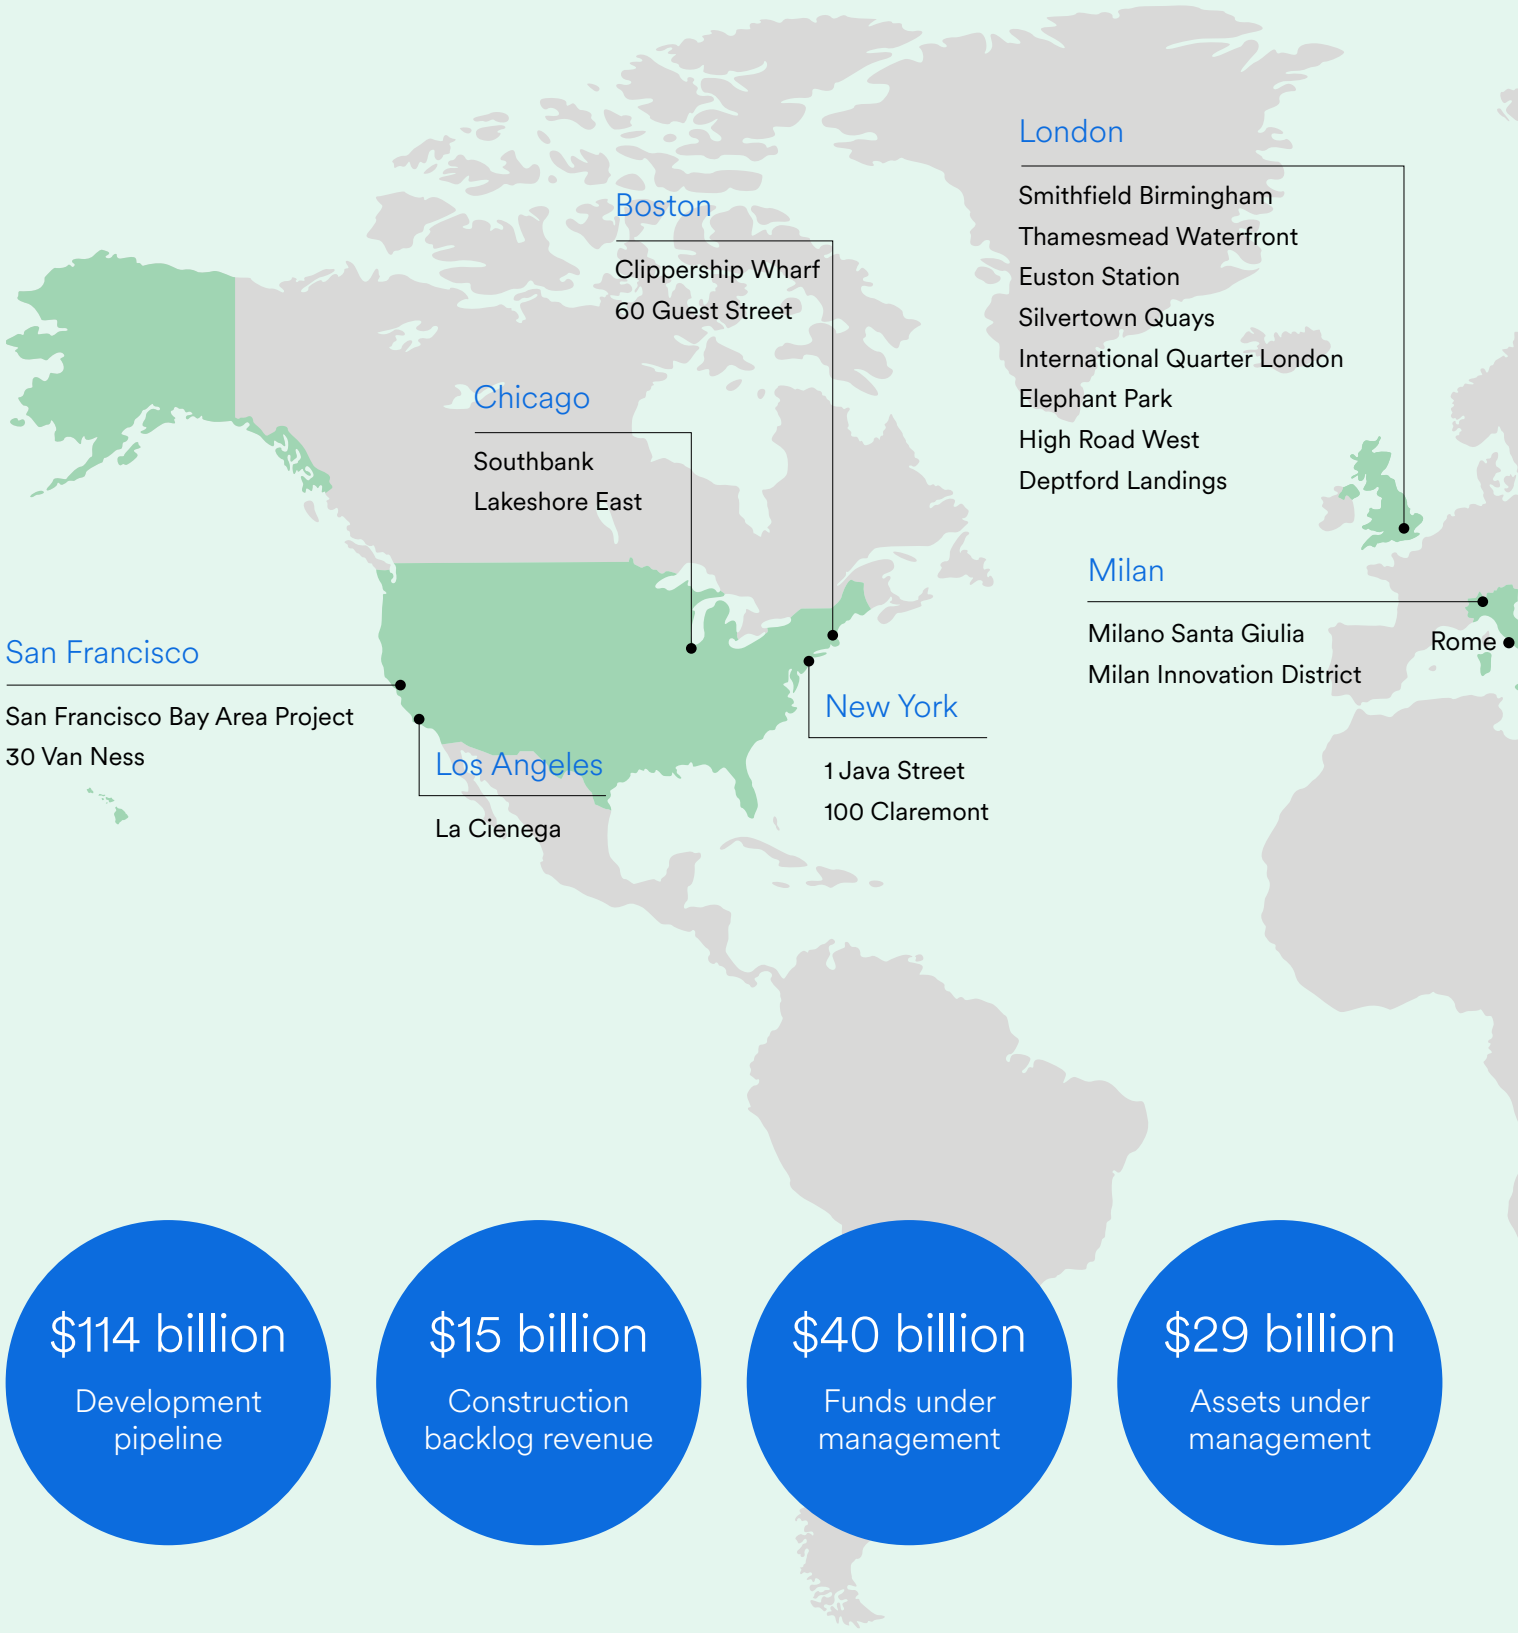 London
Smithfield Birmingham
Thamesmead Waterfront
Euston Station
Silvertown Quays
International Quarter London
Elephant Park
High Road West
Deptford Landings
Boston
Clippership Wharf
60 Guest Street
Chicago
Southbank
Lakeshore East
Milan
Milano Santa Giulia
Milan Innovation District
Rome
San Francisco
San Francisco Bay Area Project
30 Van Ness
Los Angeles
La Cienega
New York
1 Java Street
100 Claremont
$114 billion
Development
pipeline
$15 billion
Construction
backlog revenue
$40 billion
Funds under
management
$29 billion
Assets under
management